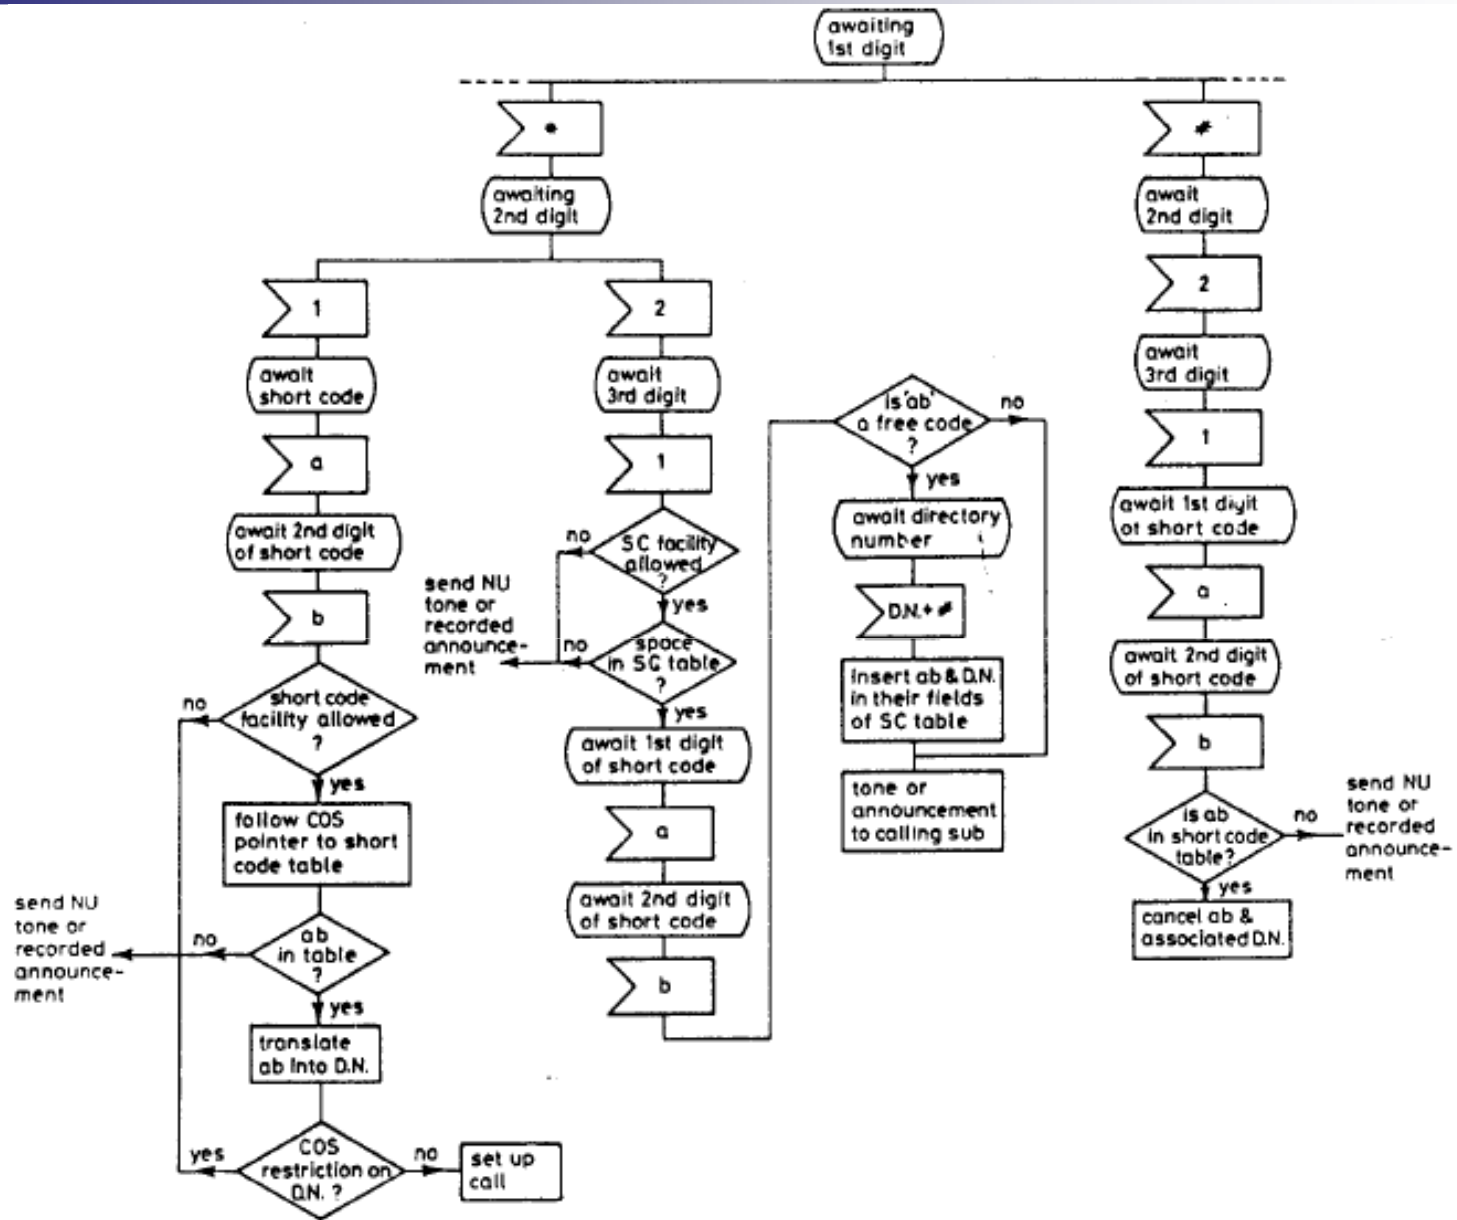 awaiting
1st digit
*
awaiting
2nd digit
1
await
short code
a
await 2nd digit
of short code
b
short code
facility allowed
?
no
yes
follow COS
pointer to short
code table
ab
in table
?
no
send NU
tone or
recorded
announce-
ment
yes
translate
ab into D.N.
COS
restriction on
D.N. ?
yes
no
set up
call
2
await
3rd digit
1
SC facility
allowed
?
no
yes
space
in SC table
?
no
send NU
tone or
recorded
announce-
ment
yes
await 1st digit
of short code
a
await 2nd digit
of short code
b
is 'ab'
a free code
?
no
yes
await directory
number
D.N. + #
insert ab & D.N.
in their fields
of SC table
tone or
announcement
to calling sub
#
await
2nd digit
2
await
3rd digit
1
await 1st digit
of short code
a
await 2nd digit
of short code
b
is ab
in short code
table?
no
send NU
tone or
recorded
announce-
ment
yes
cancel ab &
associated D.N.